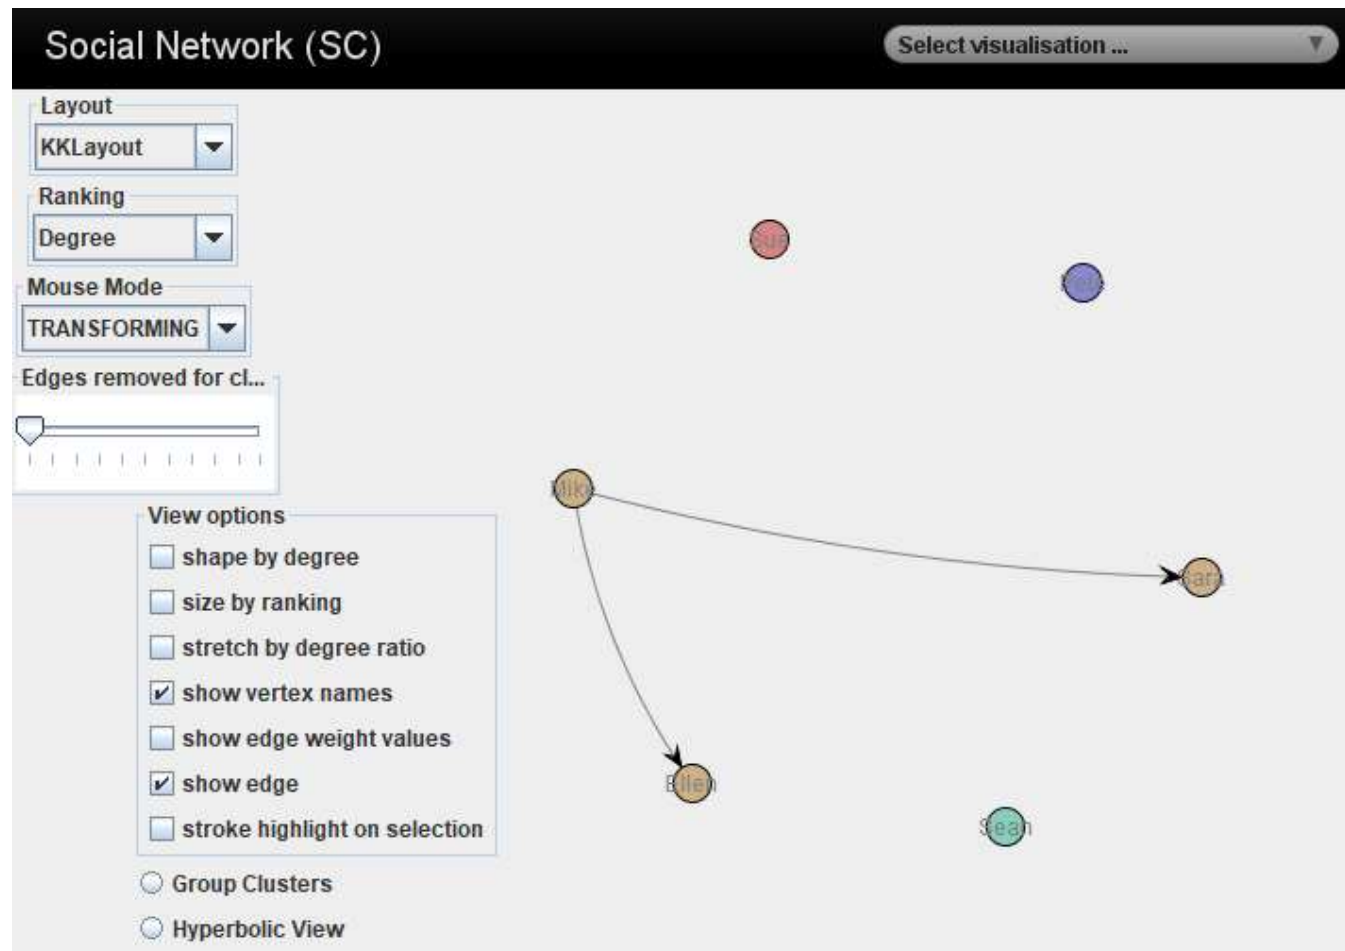 Social Network (SC)
Select visualisation ...
Layout
KKLayout
Ranking
Degree
Mouse Mode
TRANSFORMING
Edges removed for cl...
View options
shape by degree
size by ranking
stretch by degree ratio
show vertex names
show edge weight values
show edge
stroke highlight on selection
Group Clusters
Hyperbolic View
Sue
Mike
Sara
Ellen
Sean